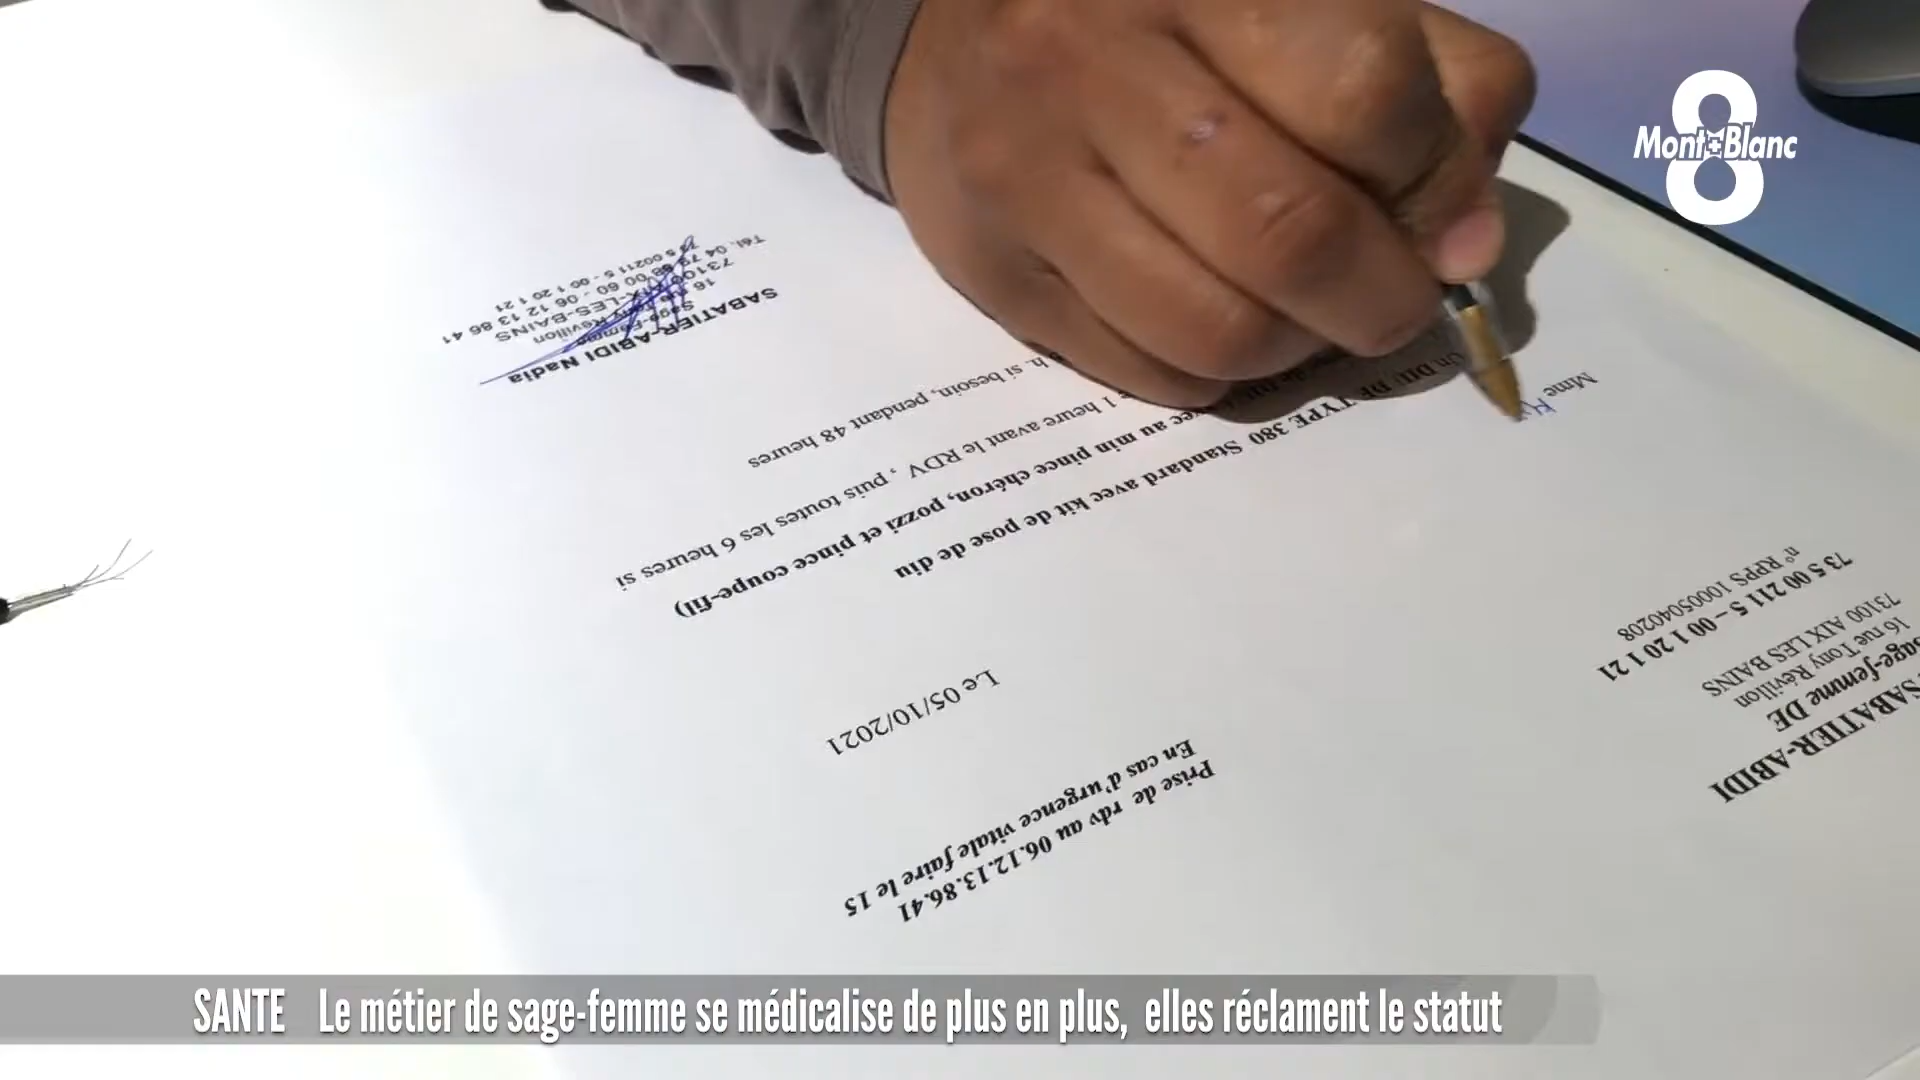 8
Mont Blanc
SABATIER-ABIDI
Sage-femme DE
16 rue Tony Révillon
73100 AIX LES BAINS
73 5 00 211 5 – 00 1 20 1 21
n° RPPS 10005040208
Prise de rdv au 06.12.13.86.41
En cas d'urgence vitale faire le 15
Le 05/10/2021
Mme
Un DIU DE TYPE 380 Standard avec kit de pose de diu
avec au min pince chéron, pozzi et pince coupe-fil)
1 heure avant le RDV , puis toutes les 6 heures si
h. si besoin, pendant 48 heures
SABATIER-ABIDI Nadia
Sage-Femme
16 rue Tony Révillon
73100 AIX-LES-BAINS
Tél. 04 79 88 00 60 - 06 12 13 86 41
73 5 00211 5 - 00 1 20 1 21
SANTE Le métier de sage-femme se médicalise de plus en plus, elles réclament le statut